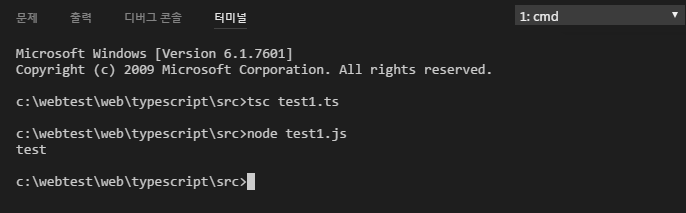 문제 출력 디버그 콘솔 터미널 1: cmd
Microsoft Windows [Version 6.1.7601]
Copyright (c) 2009 Microsoft Corporation. All rights reserved.
c:\webtest\web\typescript\src>tsc test1.ts
c:\webtest\web\typescript\src>node test1.js
test
c:\webtest\web\typescript\src>